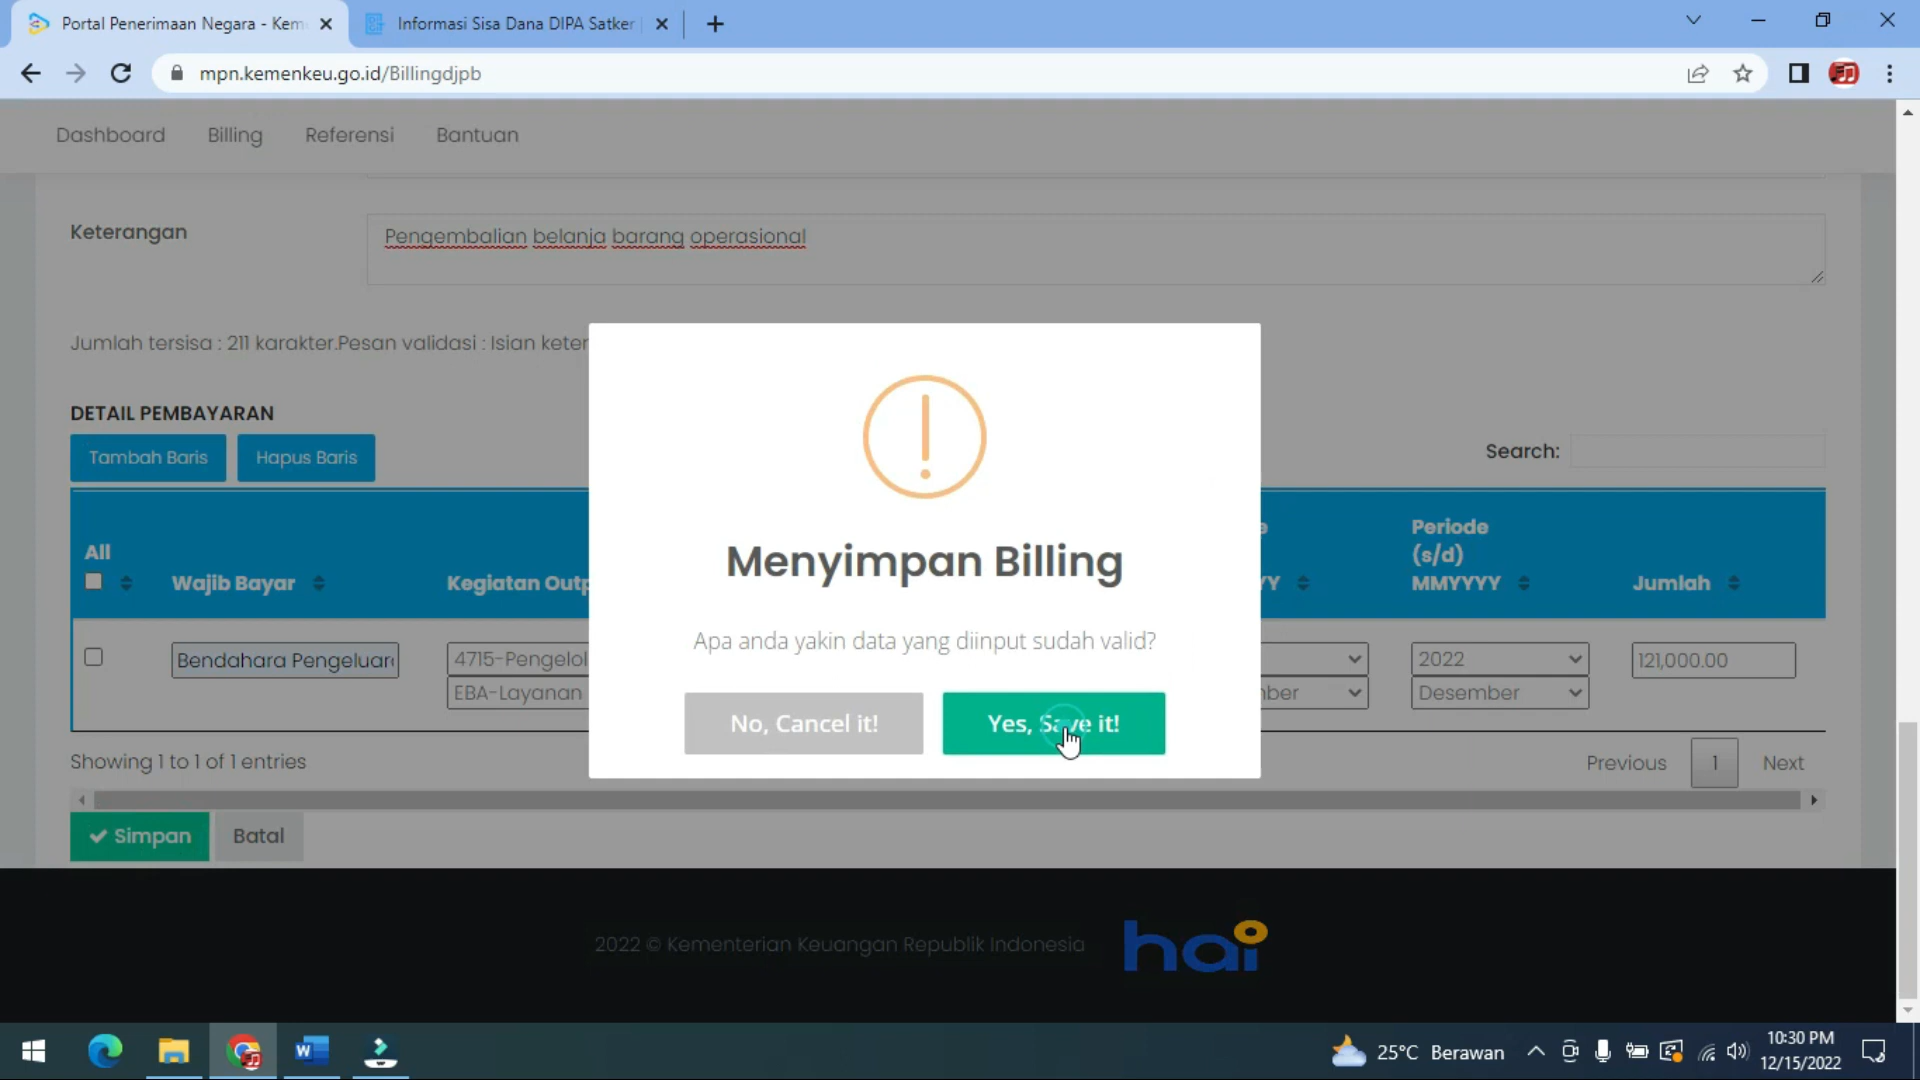 Portal Penerimaan Negara - Kem
Informasi Sisa Dana DIPA Satker
mpn.kemenkeu.go.id/Billingdjpb
Dashboard Billing Referensi Bantuan
Keterangan
Pengembalian belanja barang operasional
Jumlah tersisa : 211 karakter.Pesan validasi : Isian keter
DETAIL PEMBAYARAN
Tambah Baris Hapus Baris
Search:
All
Wajib Bayar
Kegiatan Outp
Periode
(s/d)
MMYYYY
Jumlah
Bendahara Pengeluar
4715-Pengelol
EBA-Layanan
mber
2022
Desember
121,000.00
Menyimpan Billing
Apa anda yakin data yang diinput sudah valid?
No, Cancel it! Yes, Save it!
Showing 1 to 1 of 1 entries
Previous 1 Next
Simpan Batal
2022 © Kementerian Keuangan Republik Indonesia
hai
25°C Berawan
10:30 PM
12/15/2022